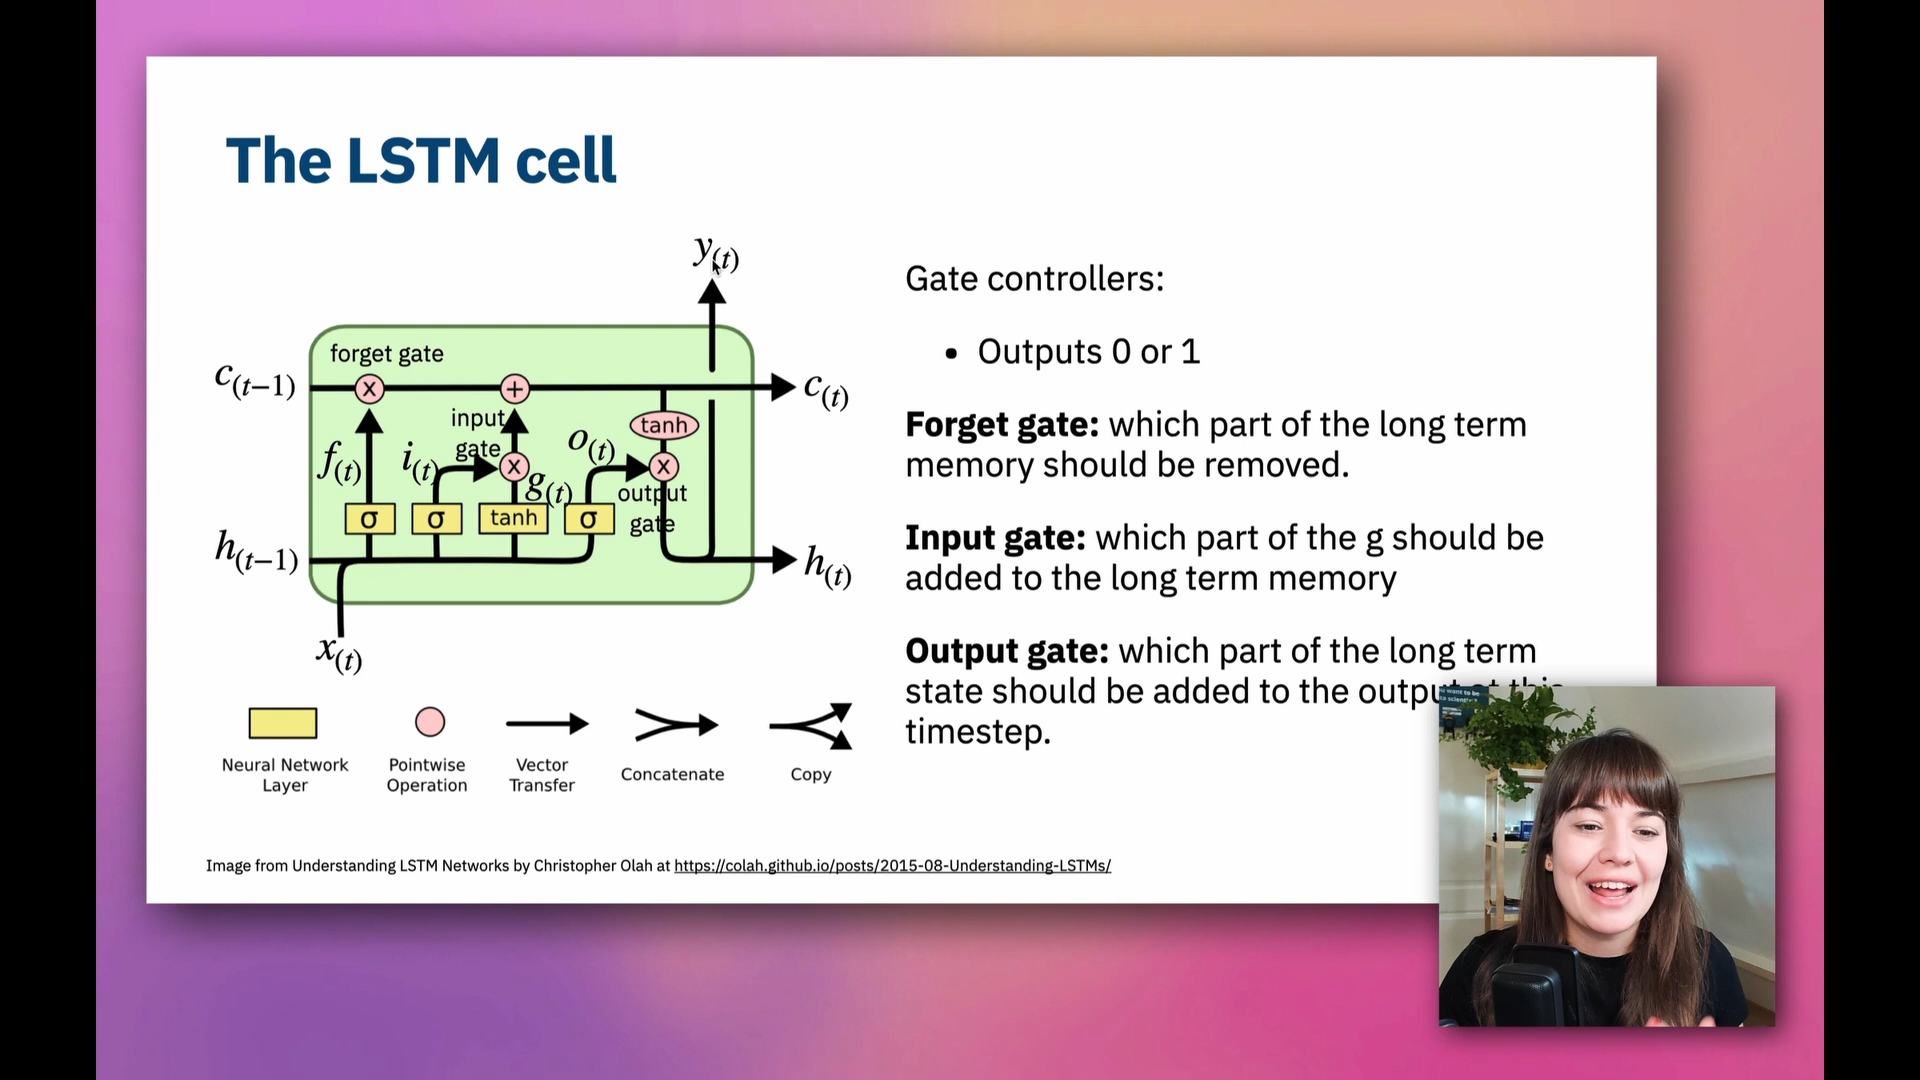 The LSTM cell
y(t)
forget gate
c(t−1)
x
+
c(t)
input
gate
tanh
f(t)
i(t)
x
o(t)
x
g(t)
output
gate
σ
σ
tanh
σ
h(t−1)
h(t)
x(t)
Neural Network
Layer
Pointwise
Operation
Vector
Transfer
Concatenate
Copy
Gate controllers:
• Outputs 0 or 1
Forget gate: which part of the long term
memory should be removed.
Input gate: which part of the g should be
added to the long term memory
Output gate: which part of the long term
state should be added to the output at this
timestep.
Image from Understanding LSTM Networks by Christopher Olah at https://colah.github.io/posts/2015-08-Understanding-LSTMs/